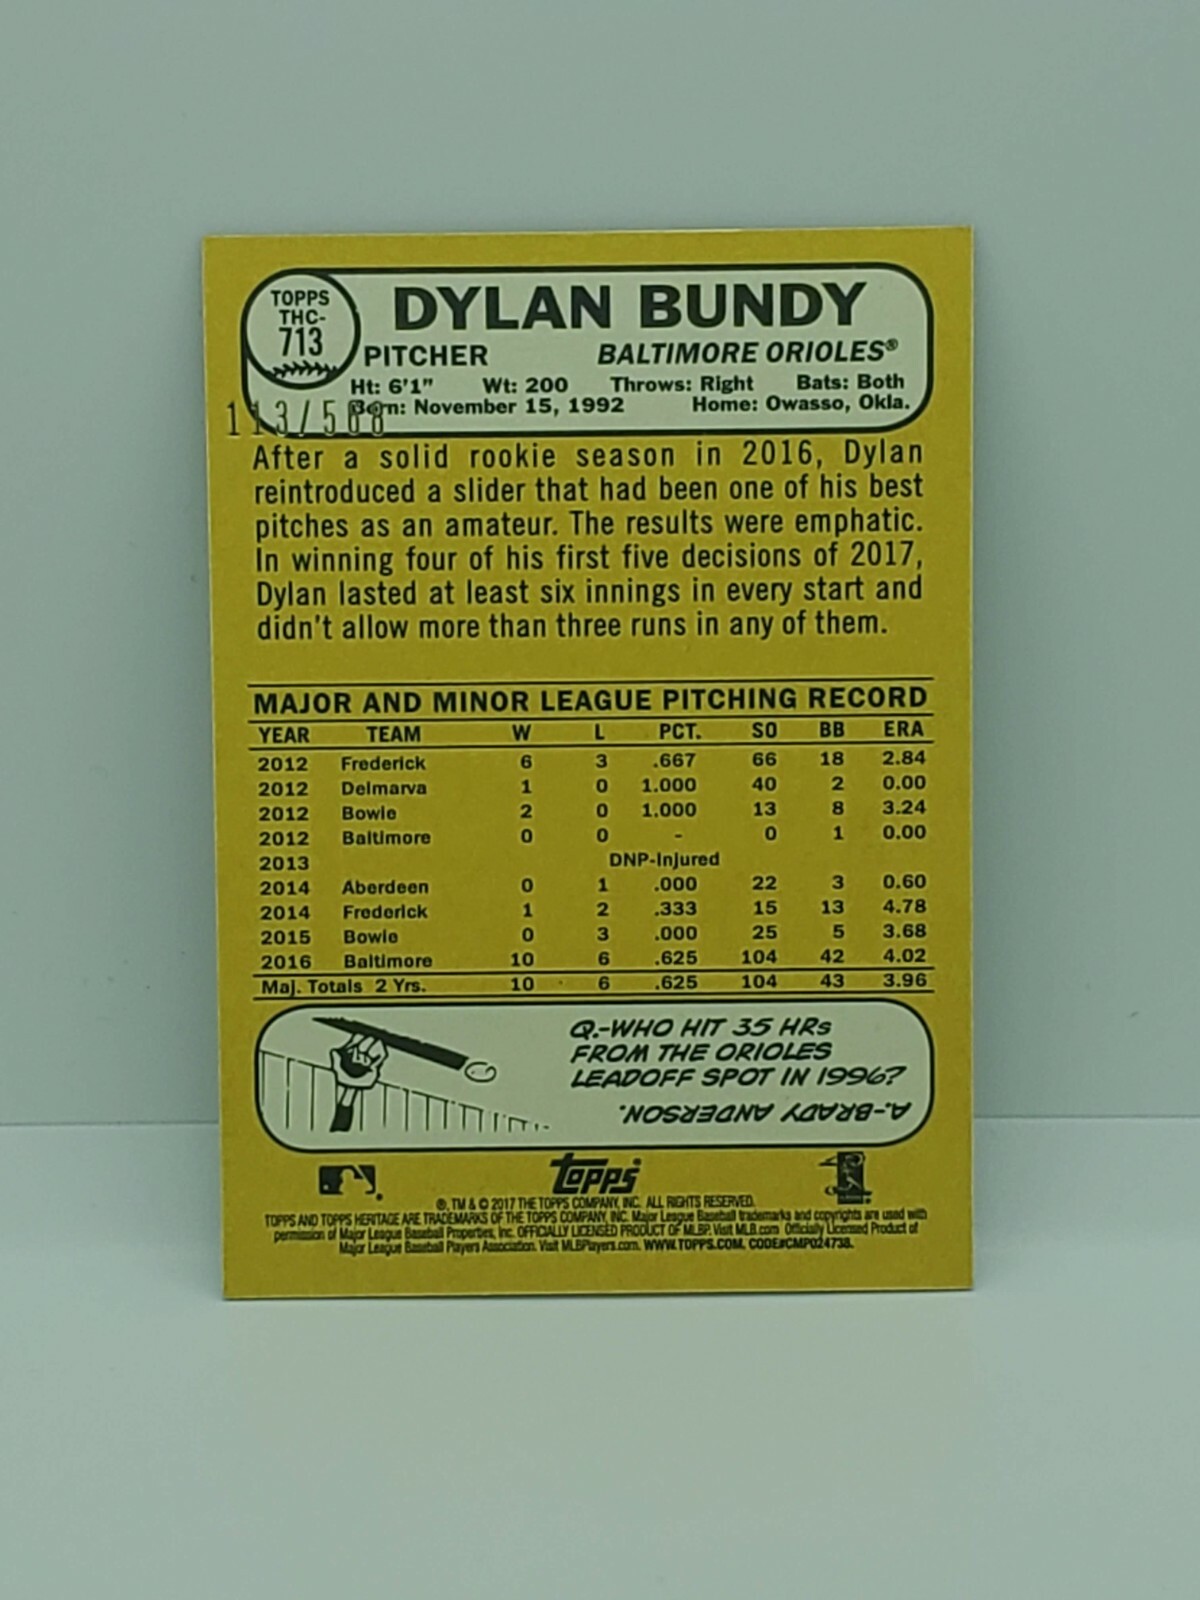 TOPPS
THC-
713
DYLAN BUNDY
PITCHER BALTIMORE ORIOLES®
Ht: 6'1" Wt: 200 Throws: Right Bats: Both
Born: November 15, 1992 Home: Owasso, Okla.
113/568
After a solid rookie season in 2016, Dylan
reintroduced a slider that had been one of his best
pitches as an amateur. The results were emphatic.
In winning four of his first five decisions of 2017,
Dylan lasted at least six innings in every start and
didn't allow more than three runs in any of them.
MAJOR AND MINOR LEAGUE PITCHING RECORD
YEAR TEAM W L PCT. SO BB ERA
2012 Frederick 6 3 .667 66 18 2.84
2012 Delmarva 1 0 1.000 40 2 0.00
2012 Bowie 2 0 1.000 13 8 3.24
2012 Baltimore 0 0 - 0 1 0.00
2013 DNP-Injured
2014 Aberdeen 0 1 .000 22 3 0.60
2014 Frederick 1 2 .333 15 13 4.78
2015 Bowie 0 3 .000 25 5 3.68
2016 Baltimore 10 6 .625 104 42 4.02
Maj. Totals 2 Yrs. 10 6 .625 104 43 3.96
Q.-WHO HIT 35 HRs
FROM THE ORIOLES
LEADOFF SPOT IN 1996?
A.-BRADY ANDERSON.
topps
®, TM & © 2017 THE TOPPS COMPANY, INC. ALL RIGHTS RESERVED.
TOPPS AND TOPPS HERITAGE ARE TRADEMARKS OF THE TOPPS COMPANY, INC. Major League Baseball trademarks and copyrights are used with
permission of Major League Baseball Properties, Inc. OFFICIALLY LICENSED PRODUCT OF MLBP. Visit MLB.com Officially Licensed Product of
Major League Baseball Players Association. Visit MLBPlayers.com. WWW.TOPPS.COM. CODE#CMP024738.